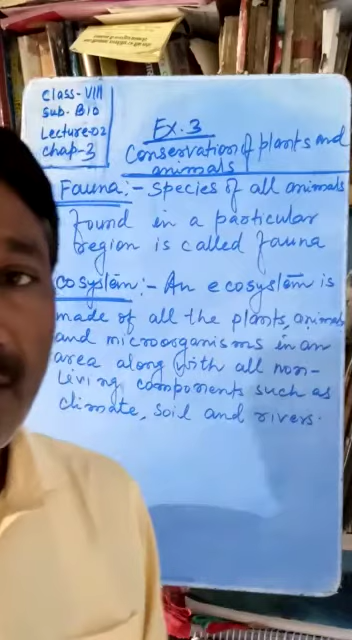 Class-VIII
Sub. Bio
Lecture-02
Chap-3
Ex. 3
Conservation of plants and
animals
Fauna:- Species of all animals
found in a particular
region is called fauna
cosystem:- An ecosystem is
made of all the plants, animals
and microorganisms in an
area along with all non-
living components such as
climate, soil and rivers.